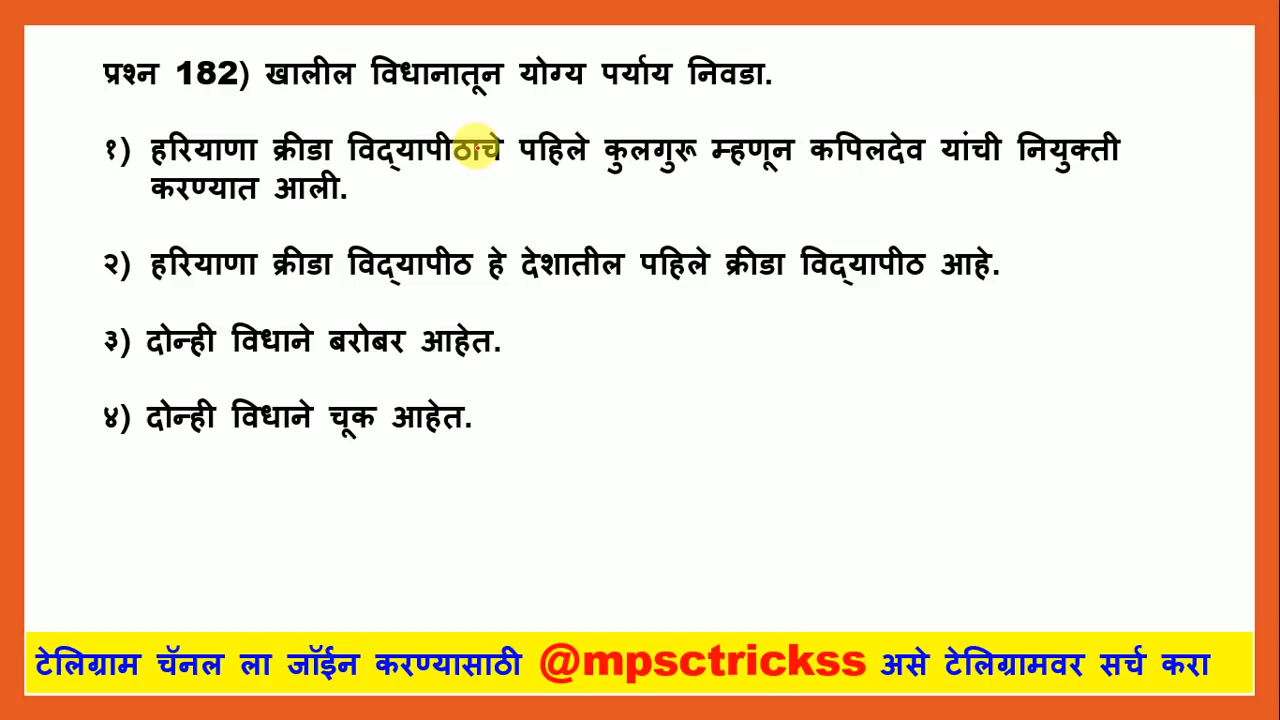 प्रश्न 182) खालील विधानातून योग्य पर्याय निवडा.
१) हरियाणा क्रीडा विद्‌यापीठाचे पहिले कुलगुरू म्हणून कपिलदेव यांची नियुक्ती
करण्यात आली.
२) हरियाणा क्रीडा विद्‌यापीठ हे देशातील पहिले क्रीडा विद्‌यापीठ आहे.
३) दोन्ही विधाने बरोबर आहेत.
४) दोन्ही विधाने चूक आहेत.
टेलिग्राम चॅनल ला जॉईन करण्यासाठी @mpsctrickss असे टेलिग्रामवर सर्च करा